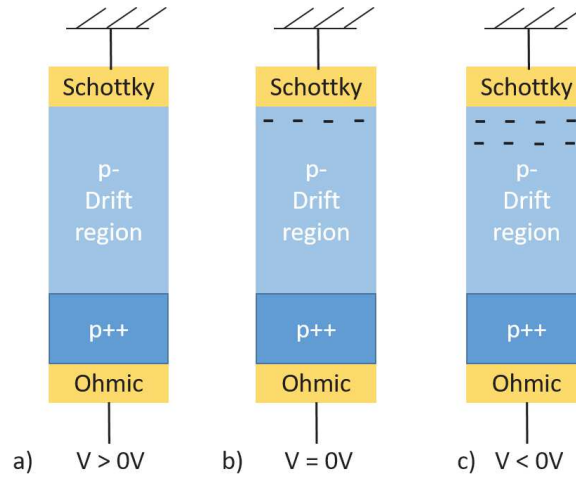 Schottky
p-
Drift
region
p++
Ohmic
a) V > 0V
Schottky
- - - -
p-
Drift
region
p++
Ohmic
b) V = 0V
Schottky
- - - -
- - - -
p-
Drift
region
p++
Ohmic
c) V < 0V